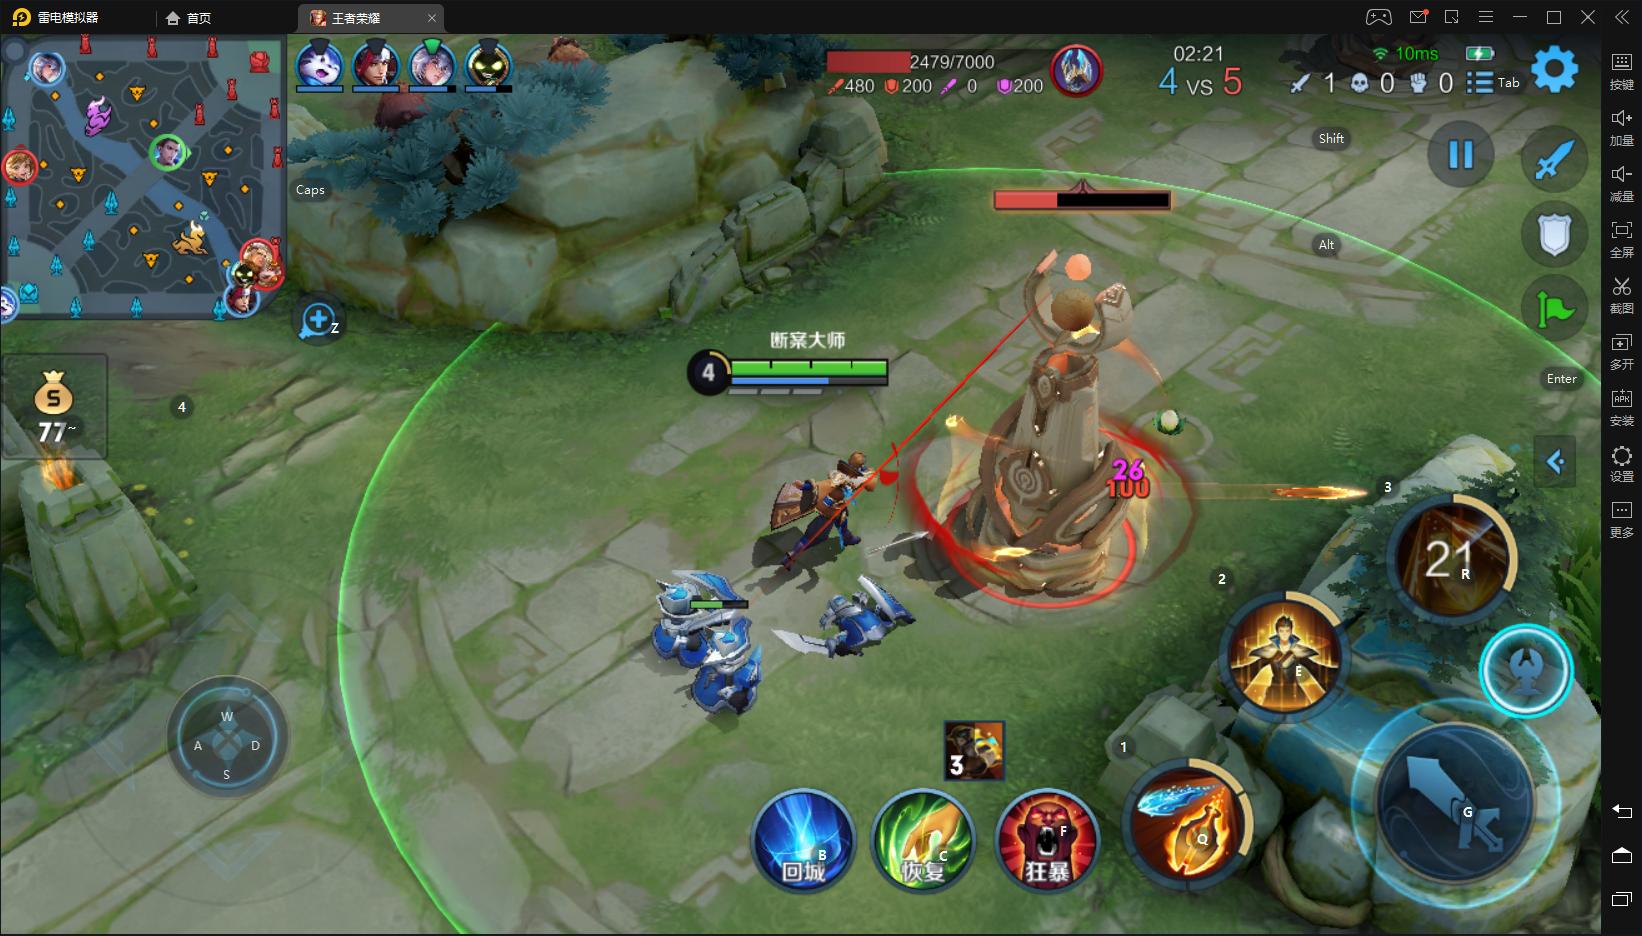 雷电模拟器
首页
王者荣耀
2479/7000
480
200
0
200
02:21
4 VS 5
10ms
1
0
0
Tab
按键
加量
减量
全屏
截图
多开
安装
设置
更多
APK
Shift
Alt
Enter
Caps
Z
断案大师
4
S
77~
4
26
100
3
21
R
2
E
W
A
D
S
3
1
Q
G
B
回城
C
恢复
F
狂暴